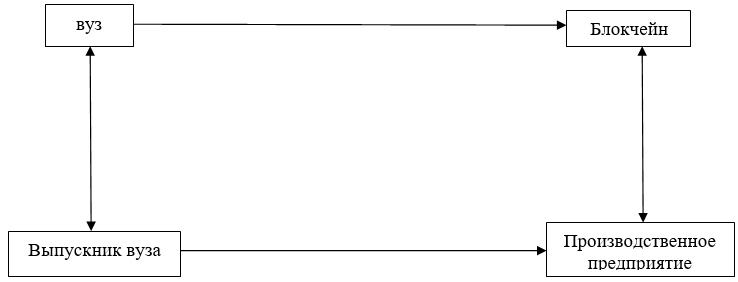 вуз
Блокчейн
Выпускник вуза
Производственное
предприятие